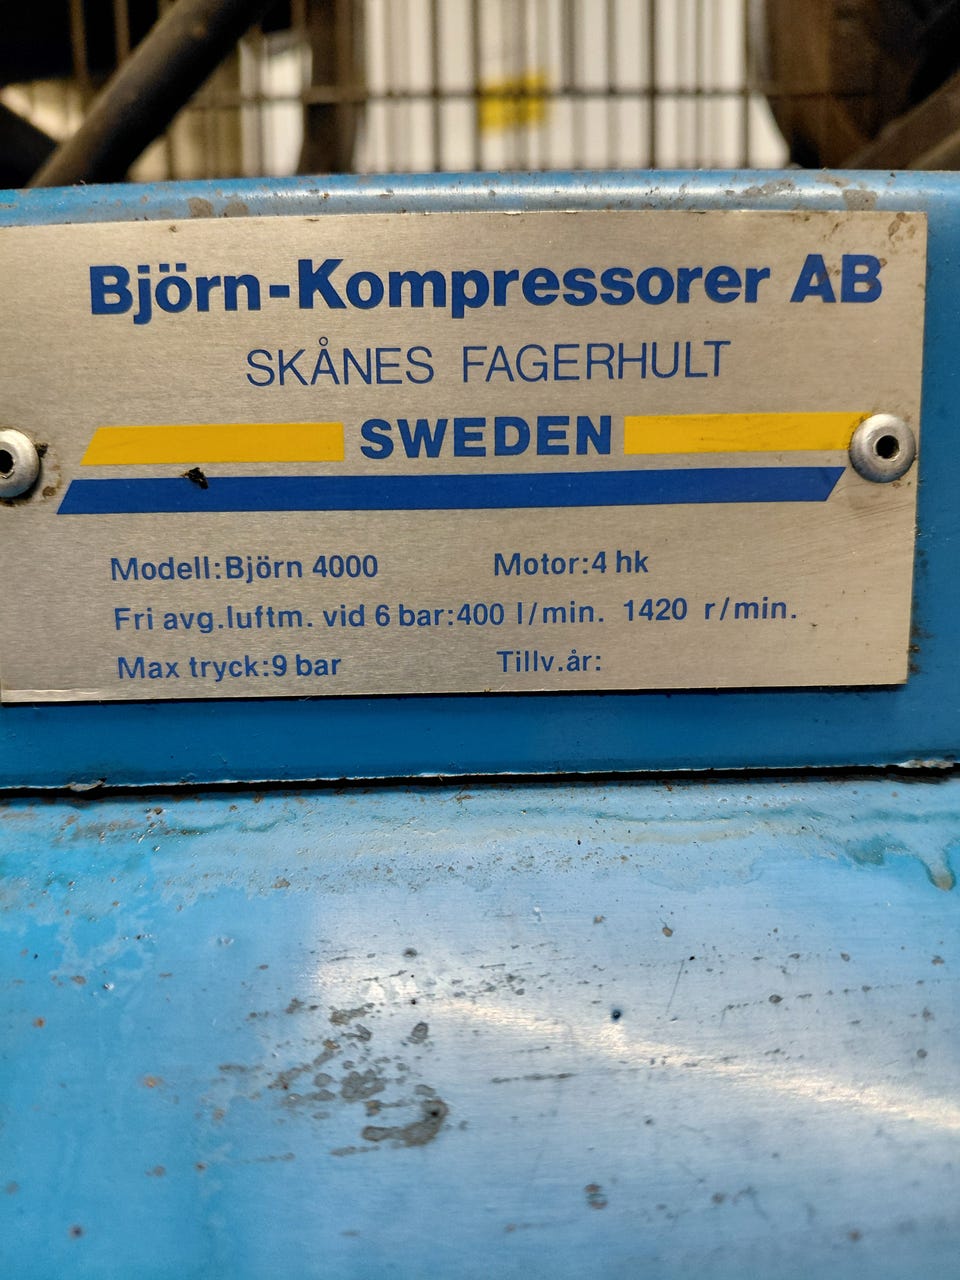 Björn-Kompressorer AB
SKÅNES FAGERHULT
SWEDEN
Modell:Björn 4000 Motor:4 hk
Fri avg.luftm. vid 6 bar:400 l/min. 1420 r/min.
Max tryck:9 bar Tillv.år: